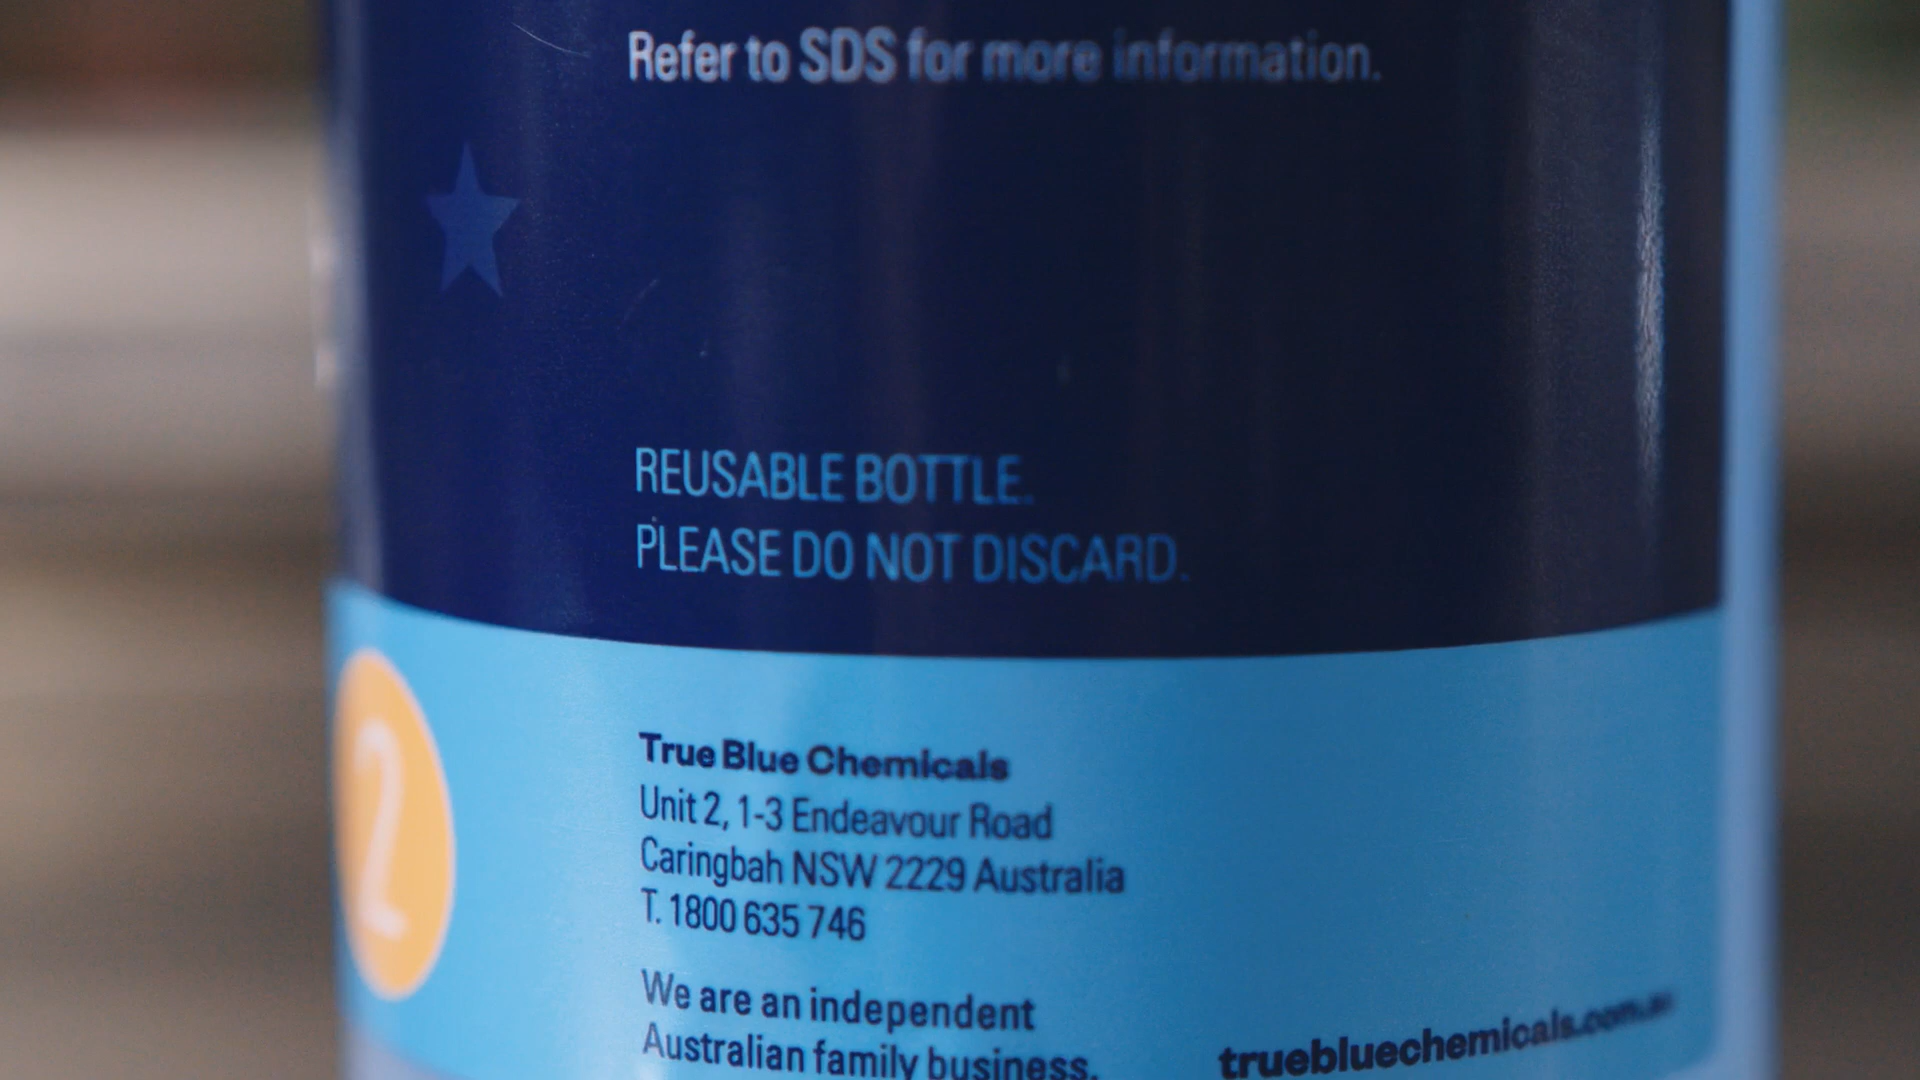 Refer to SDS for more information.
REUSABLE BOTTLE.
PLEASE DO NOT DISCARD.
2
True Blue Chemicals
Unit 2, 1-3 Endeavour Road
Caringbah NSW 2229 Australia
T. 1800 635 746
We are an independent
Australian family business.
truebluechemicals.com.au